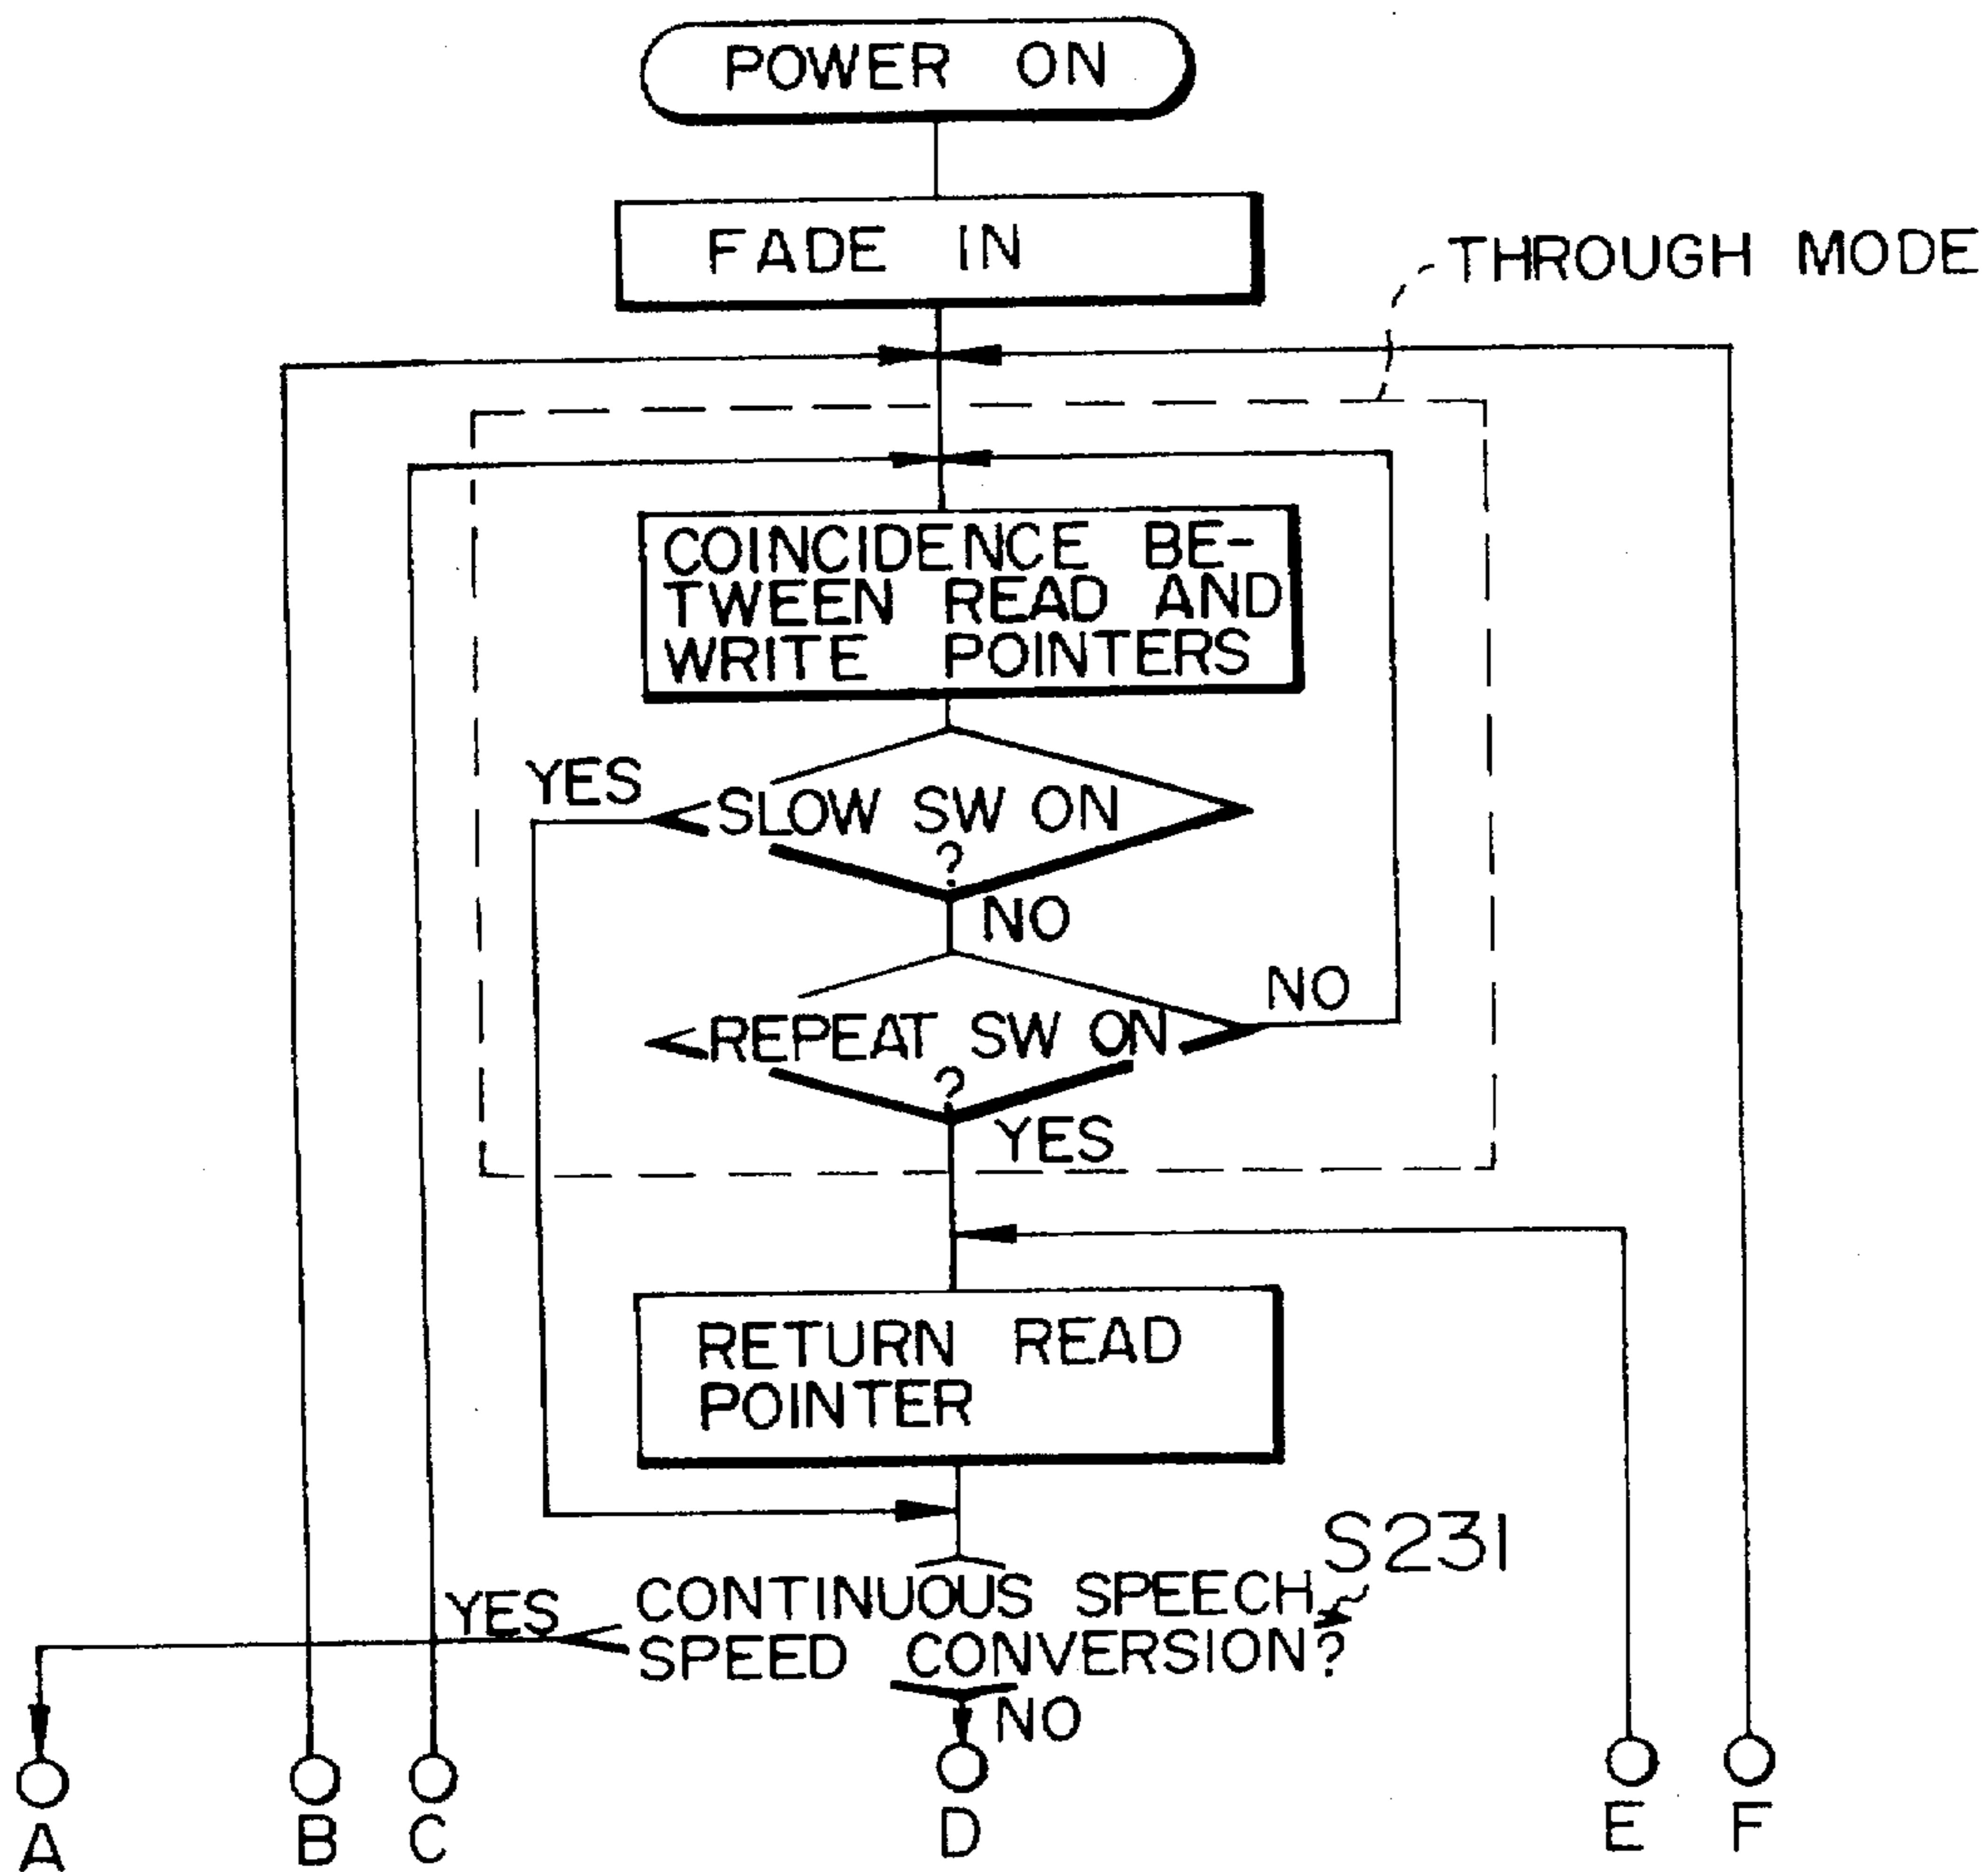 POWER ON
FADE IN
THROUGH MODE
COINCIDENCE BE-
TWEEN READ AND
WRITE POINTERS
YES
SLOW SW ON
?
NO
NO
REPEAT SW ON
?
YES
RETURN READ
POINTER
S231
YES
CONTINUOUS SPEECH
SPEED CONVERSION?
NO
A B C D E F